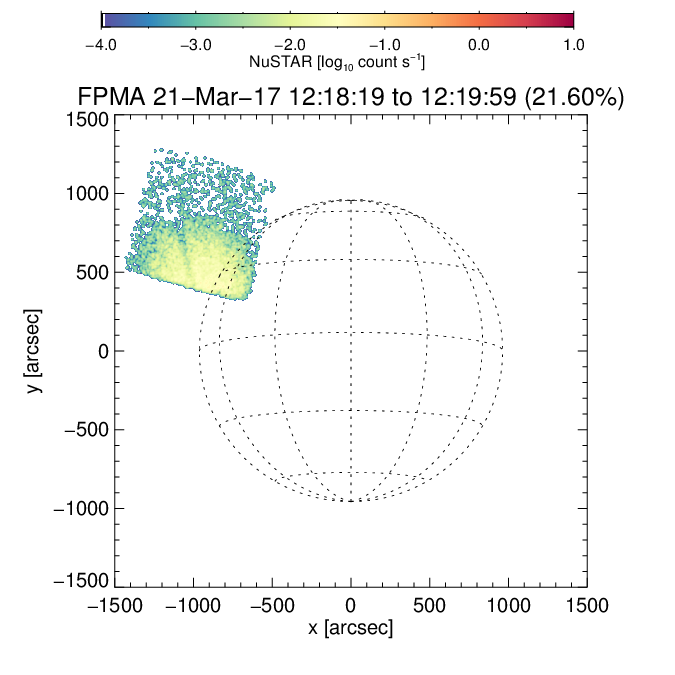 −4.0 −3.0 −2.0 −1.0 0.0 1.0
NuSTAR [log₁₀ count s⁻¹]
FPMA 21−Mar−17 12:18:19 to 12:19:59 (21.60%)
1500
1000
500
0
−500
−1000
−1500
y [arcsec]
−1500 −1000 −500 0 500 1000 1500
x [arcsec]